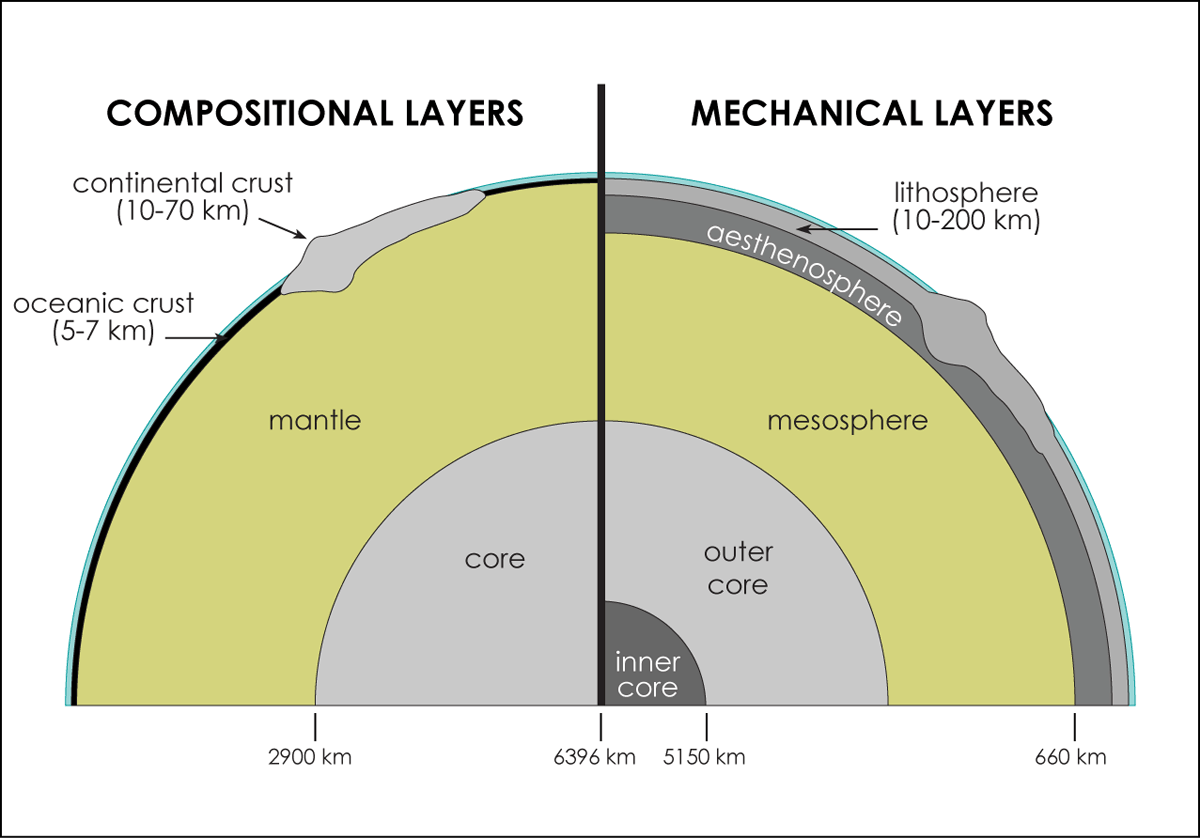 COMPOSITIONAL LAYERS
MECHANICAL LAYERS
continental crust
(10-70 km)
lithosphere
(10-200 km)
aesthenosphere
oceanic crust
(5-7 km)
mantle
mesosphere
core
outer
core
inner
core
2900 km
6396 km
5150 km
660 km